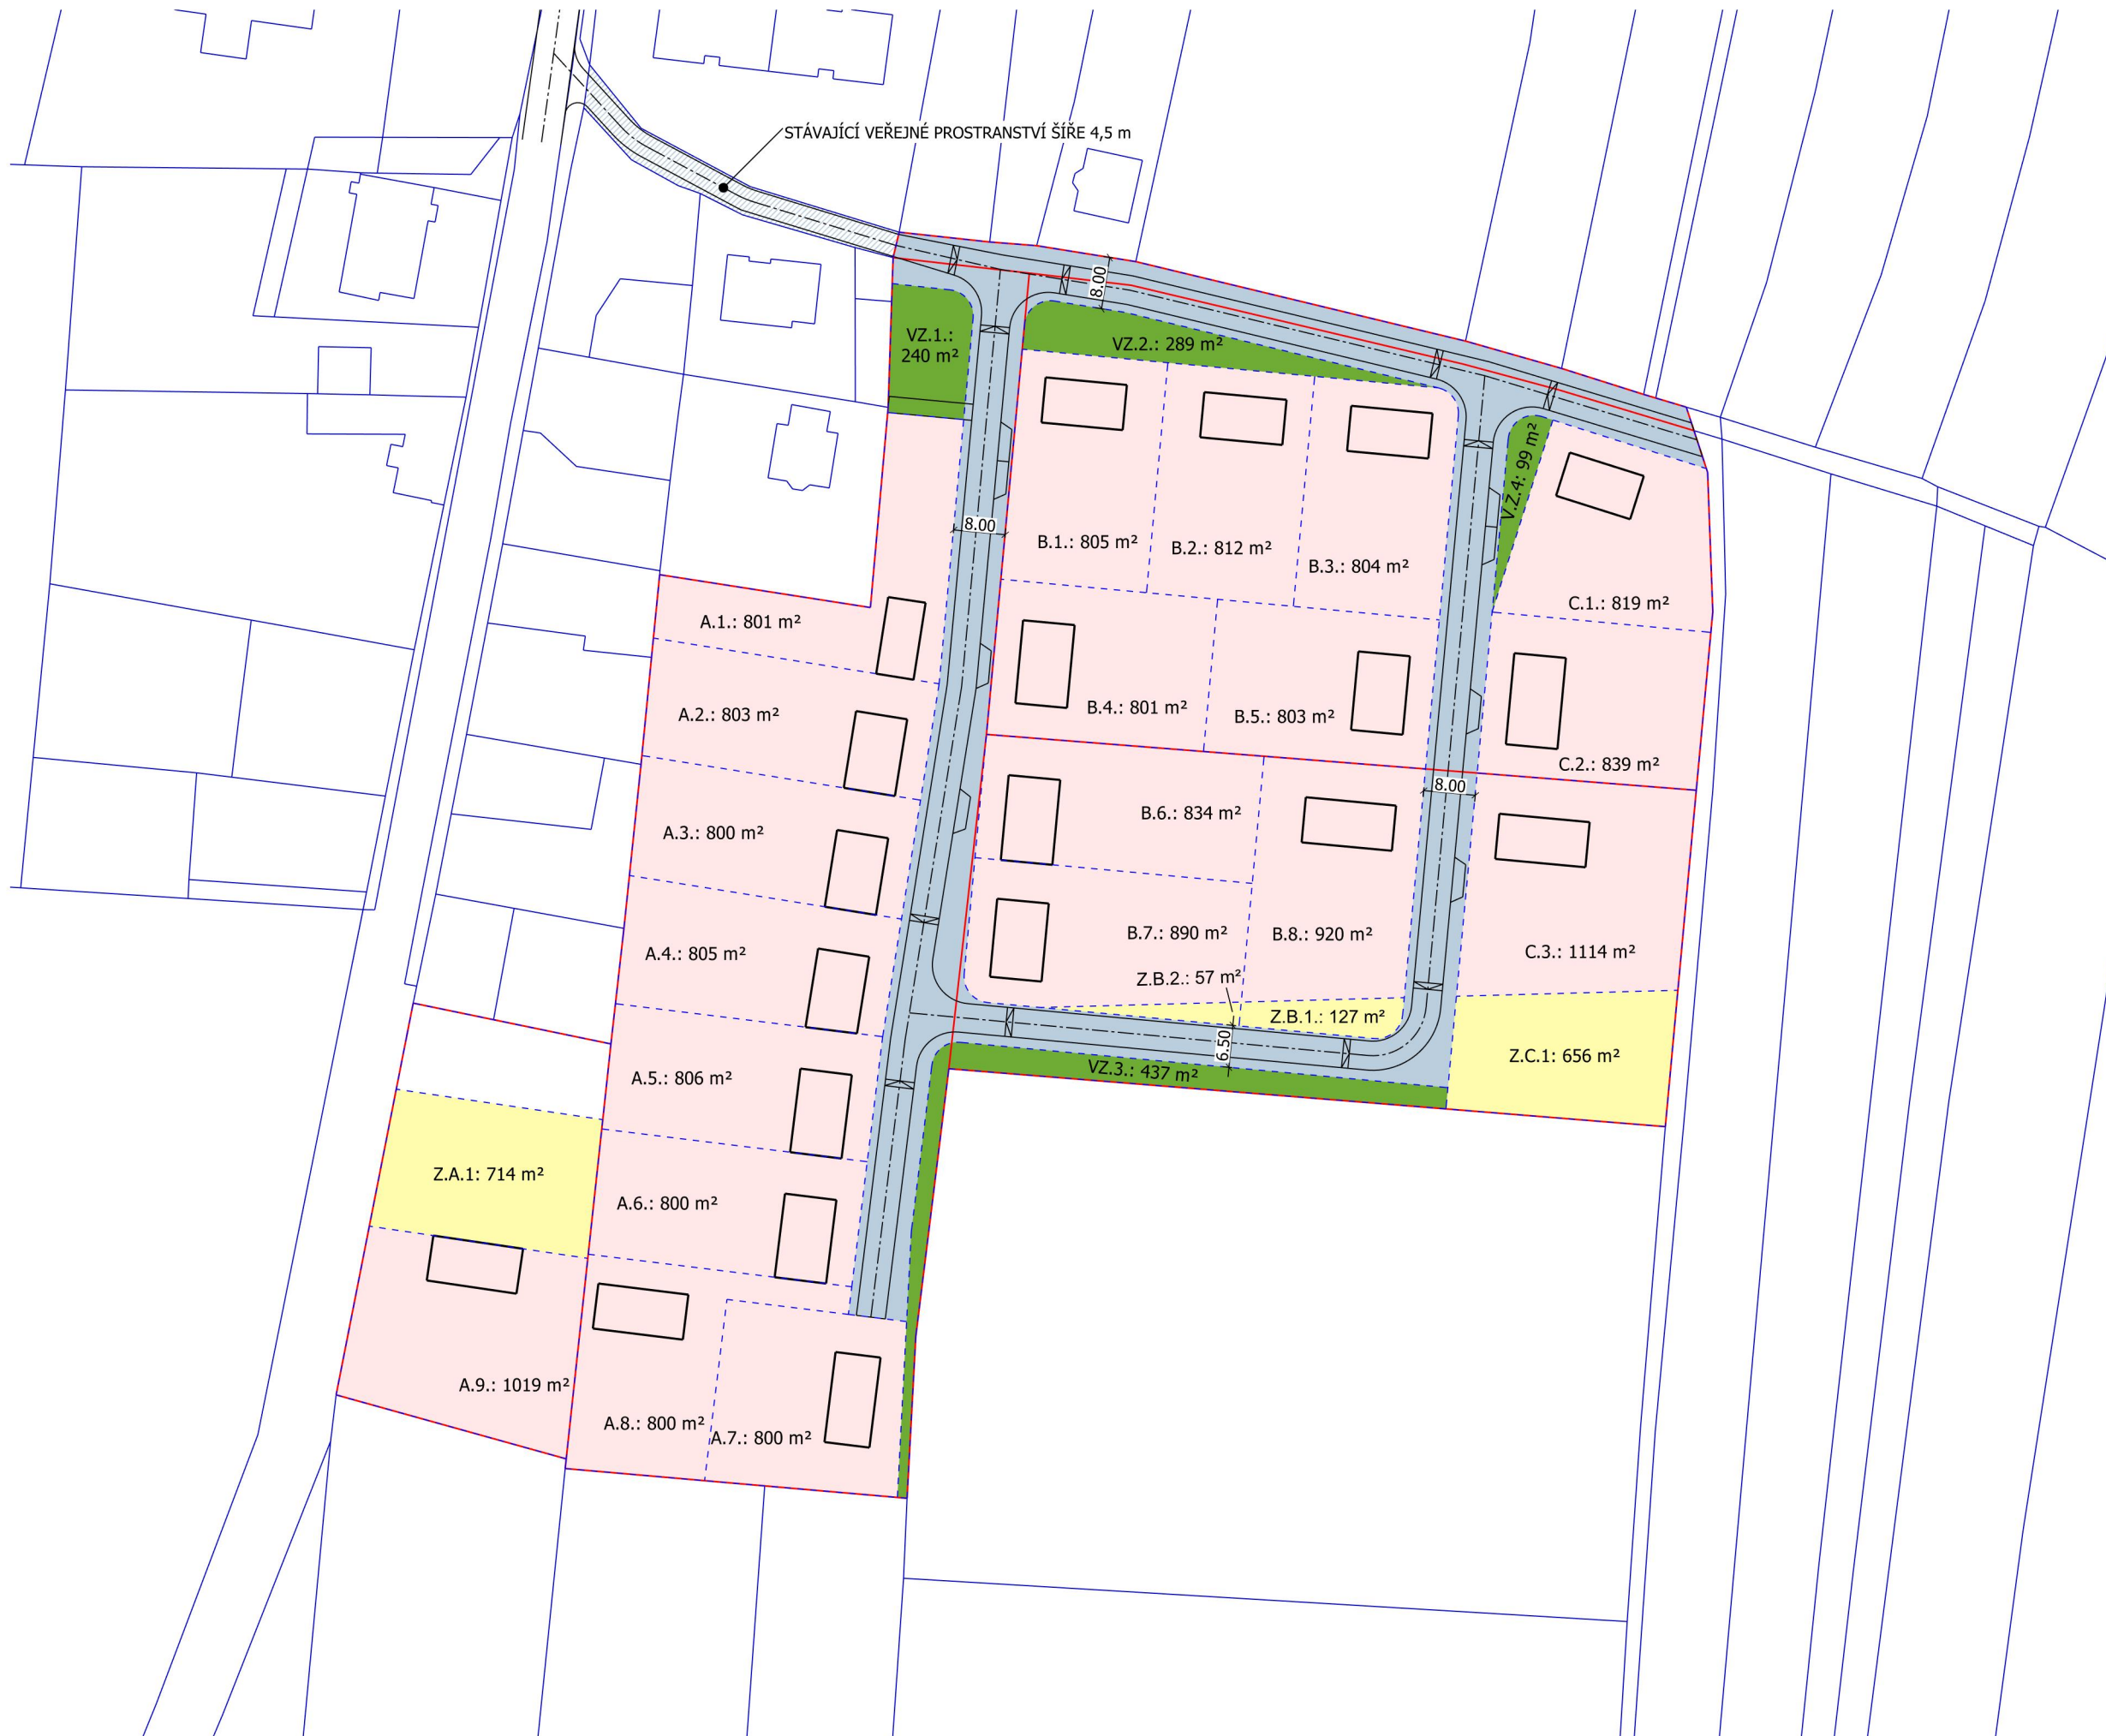 STÁVAJÍCÍ VEŘEJNÉ PROSTRANSTVÍ ŠÍŘE 4,5 m
8.00
VZ.1.:
240 m²
VZ.2.: 289 m²
V.Z.4: 99 m²
8.00
B.1.: 805 m²
B.2.: 812 m²
B.3.: 804 m²
C.1.: 819 m²
A.1.: 801 m²
A.2.: 803 m²
B.4.: 801 m²
B.5.: 803 m²
C.2.: 839 m²
8.00
A.3.: 800 m²
B.6.: 834 m²
B.7.: 890 m²
B.8.: 920 m²
A.4.: 805 m²
C.3.: 1114 m²
Z.B.2.: 57 m²
Z.B.1.: 127 m²
6.50
Z.C.1: 656 m²
VZ.3.: 437 m²
A.5.: 806 m²
Z.A.1: 714 m²
A.6.: 800 m²
A.9.: 1019 m²
A.8.: 800 m²
A.7.: 800 m²